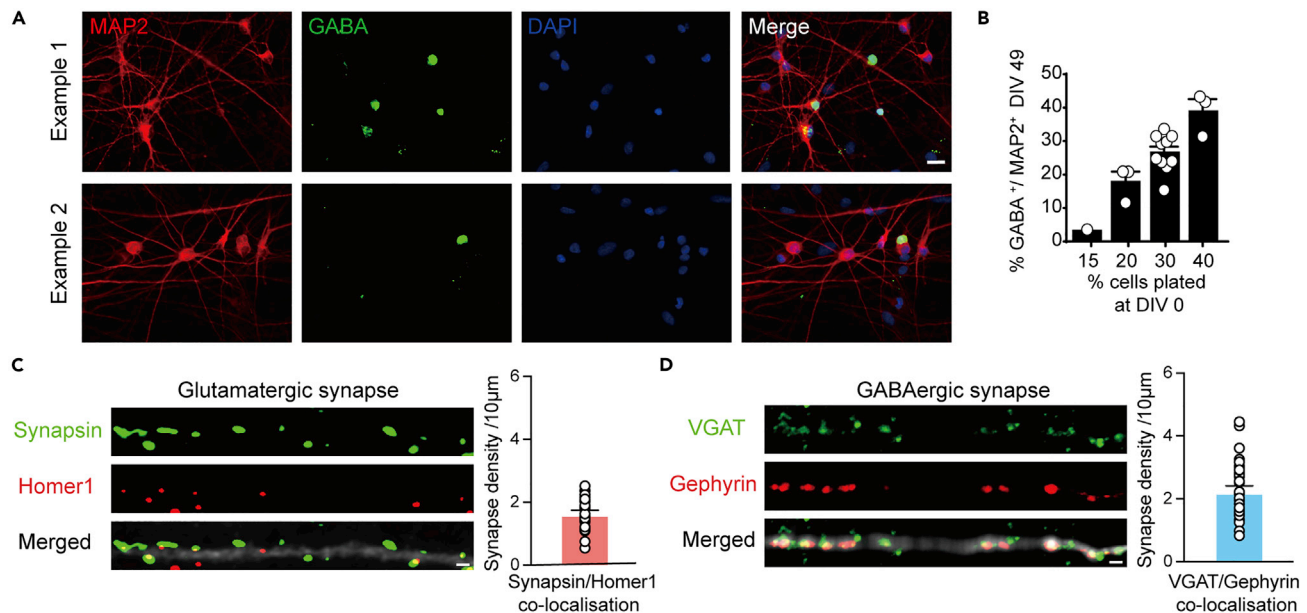 A
MAP2
GABA
DAPI
Merge
Example 1
Example 2
B
% GABA +/ MAP2+ DIV 49
50
40
30
20
10
0
15 20 30 40
% cells plated
at DIV 0
C
Glutamatergic synapse
Synapsin
Homer1
Merged
Synapse density /10µm
6
4
2
0
Synapsin/Homer1
co-localisation
D
GABAergic synapse
VGAT
Gephyrin
Merged
Synapse density /10µm
6
4
2
0
VGAT/Gephyrin
co-localisation